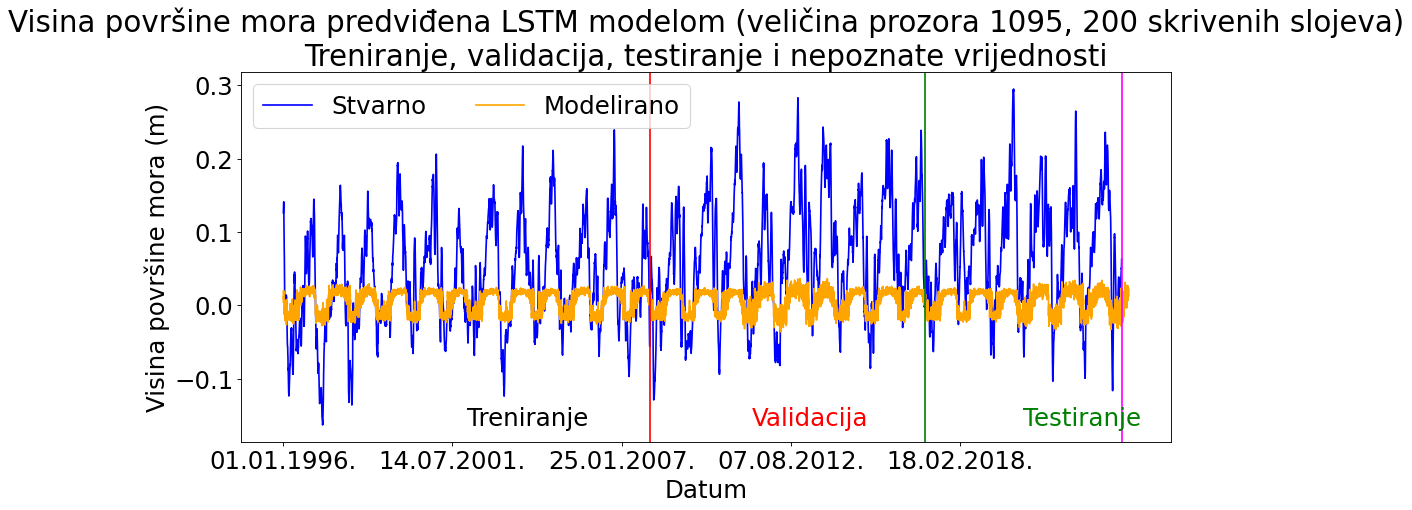 Visina površine mora predviđena LSTM modelom (veličina prozora 1095, 200 skrivenih slojeva)
Treniranje, validacija, testiranje i nepoznate vrijednosti
Stvarno
Modelirano
Visina površine mora (m)
0.3
0.2
0.1
0.0
−0.1
Treniranje
Validacija
Testiranje
01.01.1996.
14.07.2001.
25.01.2007.
07.08.2012.
18.02.2018.
Datum